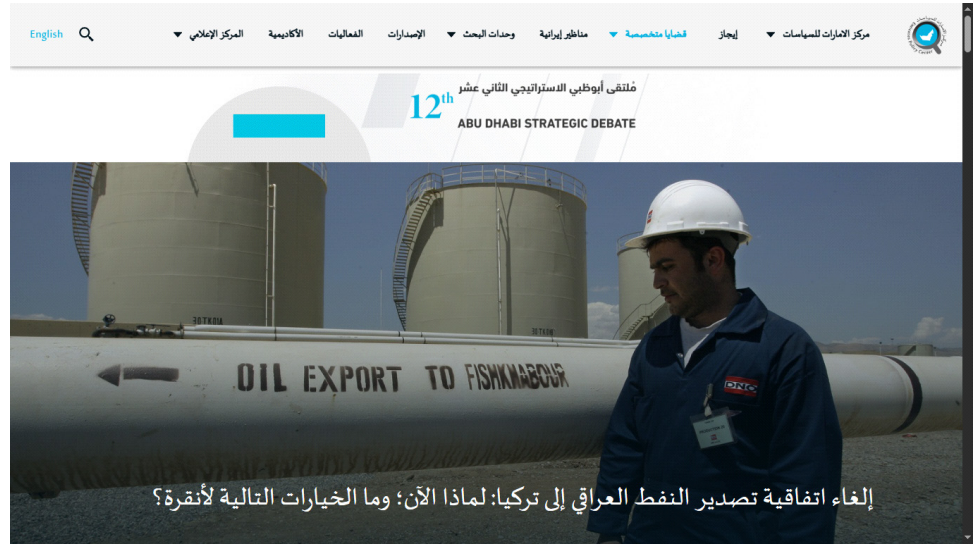 مركز الامارات للسياسات
إيجاز
قضايا متخصصة
مناظير إيرانية
وحدات البحث
الإصدارات
الفعاليات
الأكاديمية
المركز الإعلامي
English
مُلتقى أبوظبي الاستراتيجي الثاني عشر
12th
ABU DHABI STRATEGIC DEBATE
OIL EXPORT TO FISHKHABOUR
DNO
إلغاء اتفاقية تصدير النفط العراقي إلى تركيا: لماذا الآن؛ وما الخيارات التالية لأنقرة؟